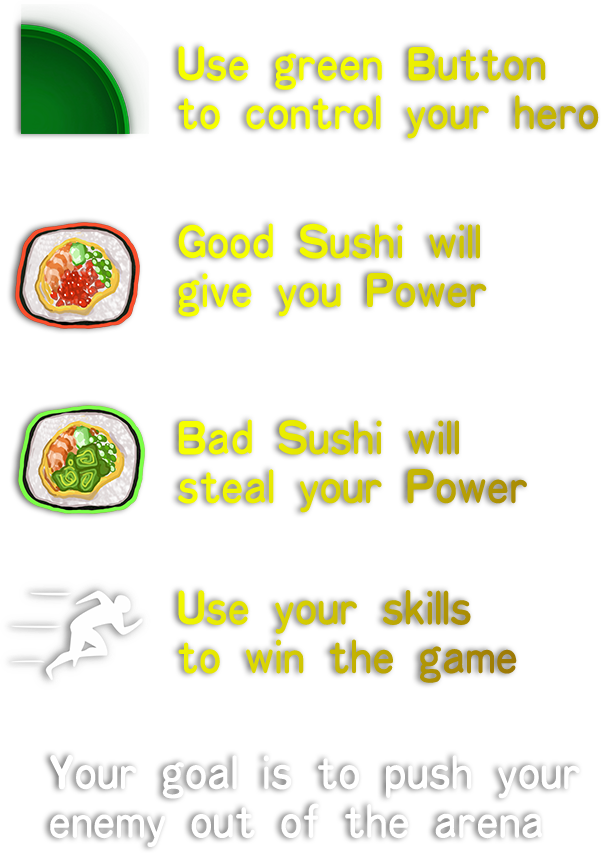 Use green Button
to control your hero
Good Sushi will
give you Power
Bad Sushi will
steal your Power
Use your skills
to win the game
Your goal is to push your
enemy out of the arena